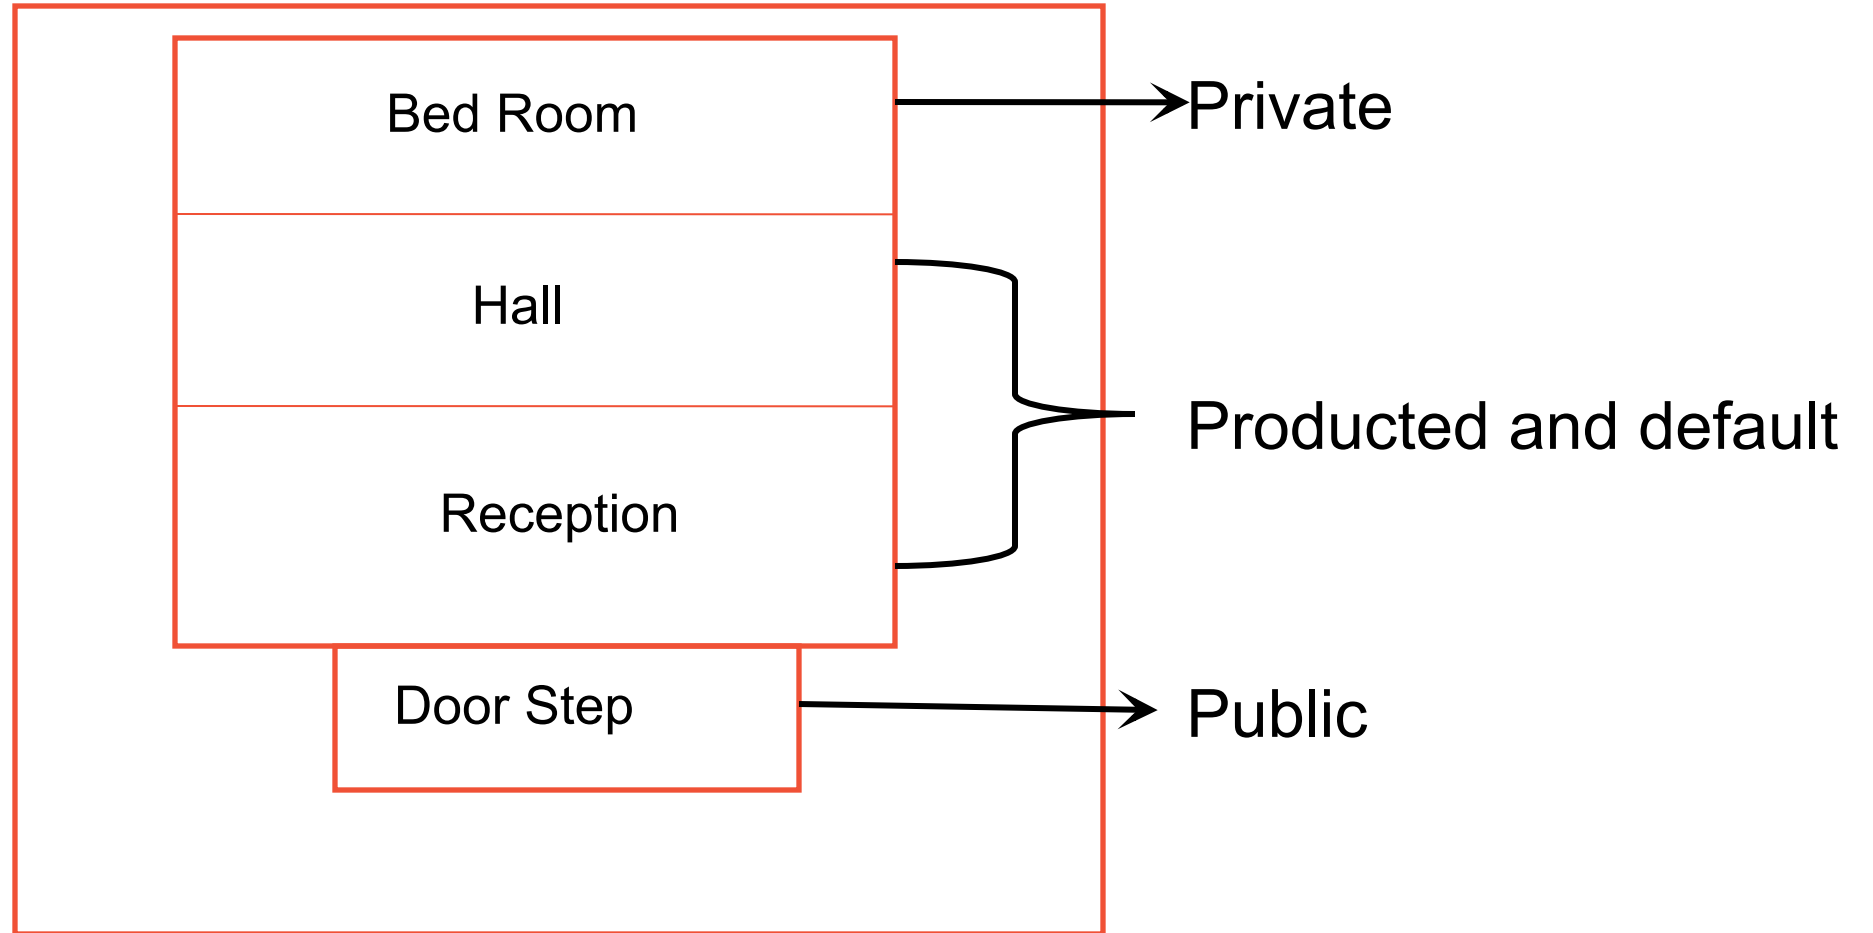 Bed Room
Private
Hall
Producted and default
Reception
Door Step
Public